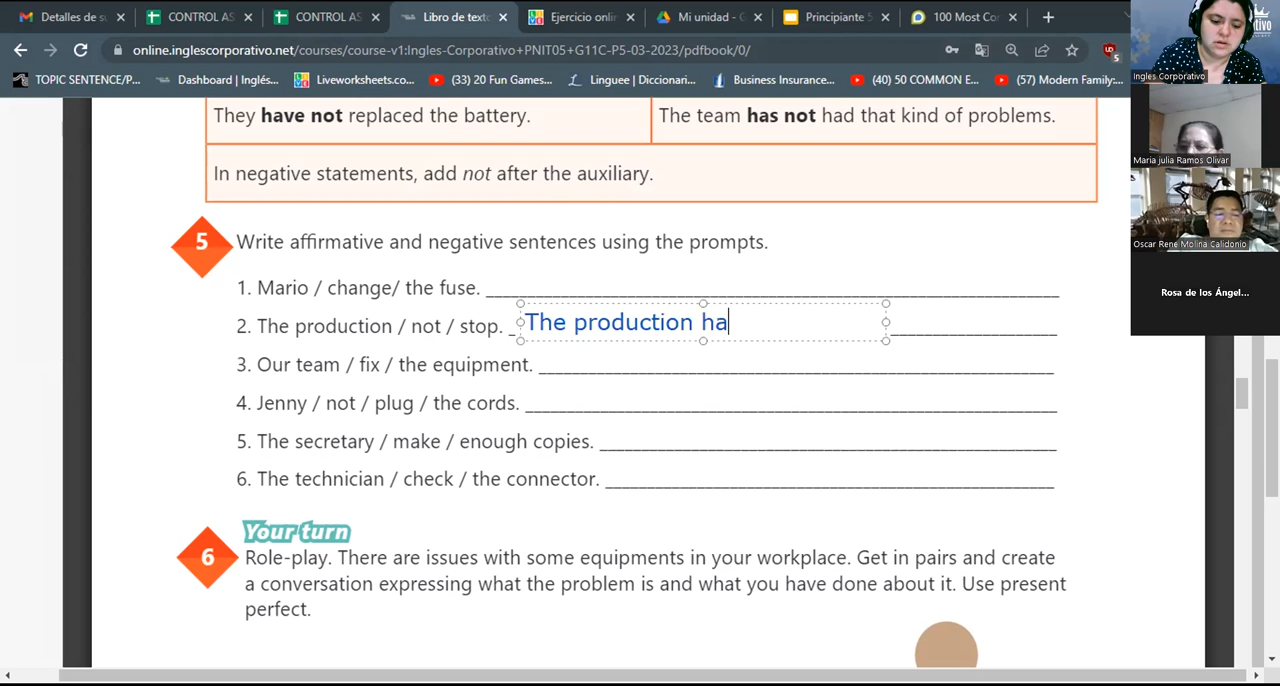 Detalles de su
CONTROL AS
CONTROL AS
Libro de texto
Ejercicio onlin
Mi unidad - G
Principiante 5
100 Most Co
online.inglescorporativo.net/courses/course-v1:Ingles-Corporativo+PNIT05+G11C-P5-03-2023/pdfbook/0/
5
TOPIC SENTENCE/P...
Dashboard | Inglés...
Liveworksheets.co...
(33) 20 Fun Games...
Linguee | Diccionari...
Business Insurance...
(40) 50 COMMON E...
(57) Modern Family:...
Ingles Corporativo
Maria julia Ramos Olivar
Oscar Rene Molina Calidonio
Rosa de los Ángel...
They have not replaced the battery.
The team has not had that kind of problems.
In negative statements, add not after the auxiliary.
5
Write affirmative and negative sentences using the prompts.
1. Mario / change/ the fuse.
2. The production / not / stop. The production ha
3. Our team / fix / the equipment.
4. Jenny / not / plug / the cords.
5. The secretary / make / enough copies.
6. The technician / check / the connector.
Your turn
6
Role-play. There are issues with some equipments in your workplace. Get in pairs and create
a conversation expressing what the problem is and what you have done about it. Use present
perfect.